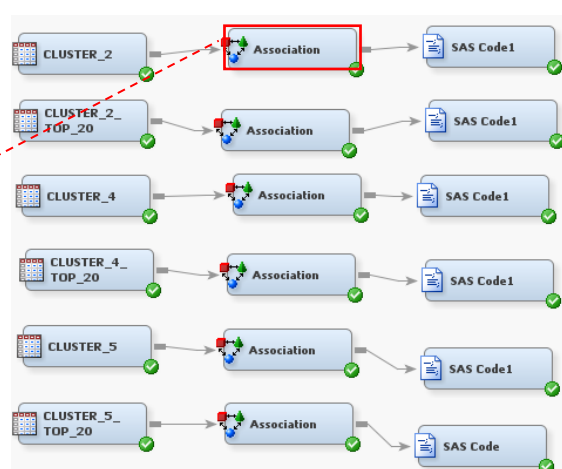 CLUSTER_2
Association
SAS Code1
CLUSTER_2_
TOP_20
Association
SAS Code1
CLUSTER_4
Association
SAS Code1
CLUSTER_4_
TOP_20
Association
SAS Code1
CLUSTER_5
Association
SAS Code1
CLUSTER_5_
TOP_20
Association
SAS Code